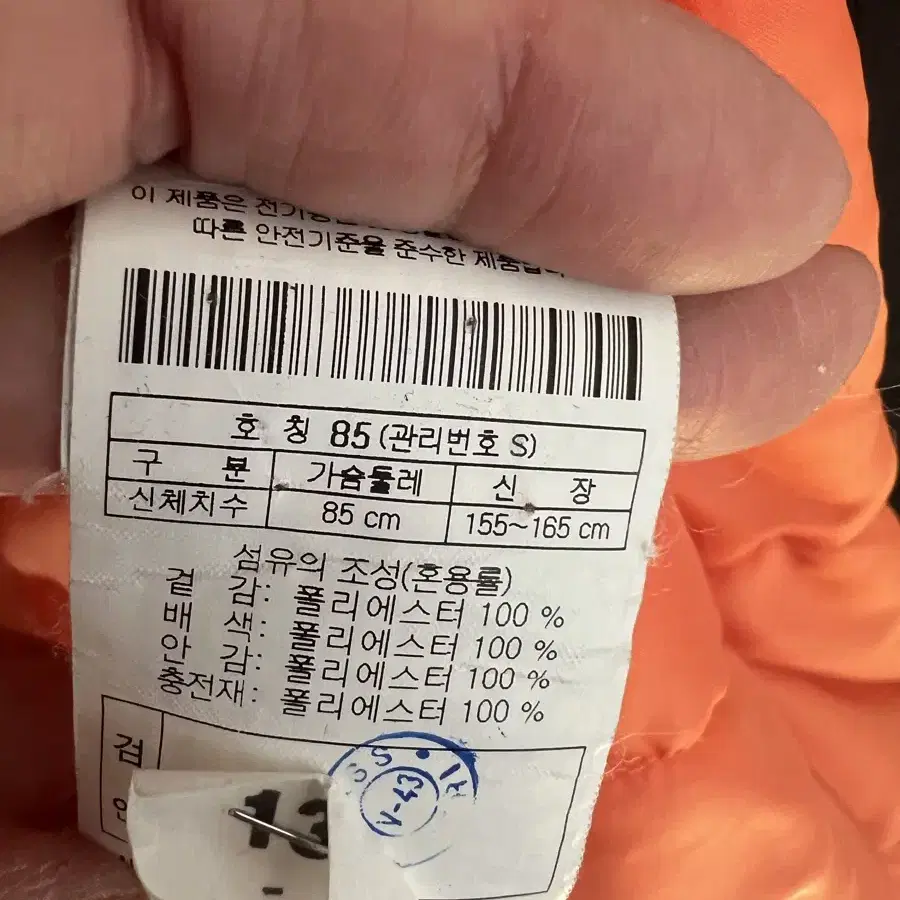 이 제품은
따른 안전기준을 준수한
호 칭 85 (관리번호 S)
구 분 가슴둘레 신 장
신체치수 85 cm 155~165 cm
섬유의 조성(혼용률)
겉 감: 폴리에스터 100 %
배 색: 폴리에스터 100 %
안 감: 폴리에스터 100 %
충전재: 폴리에스터 100 %
검
V-43
13